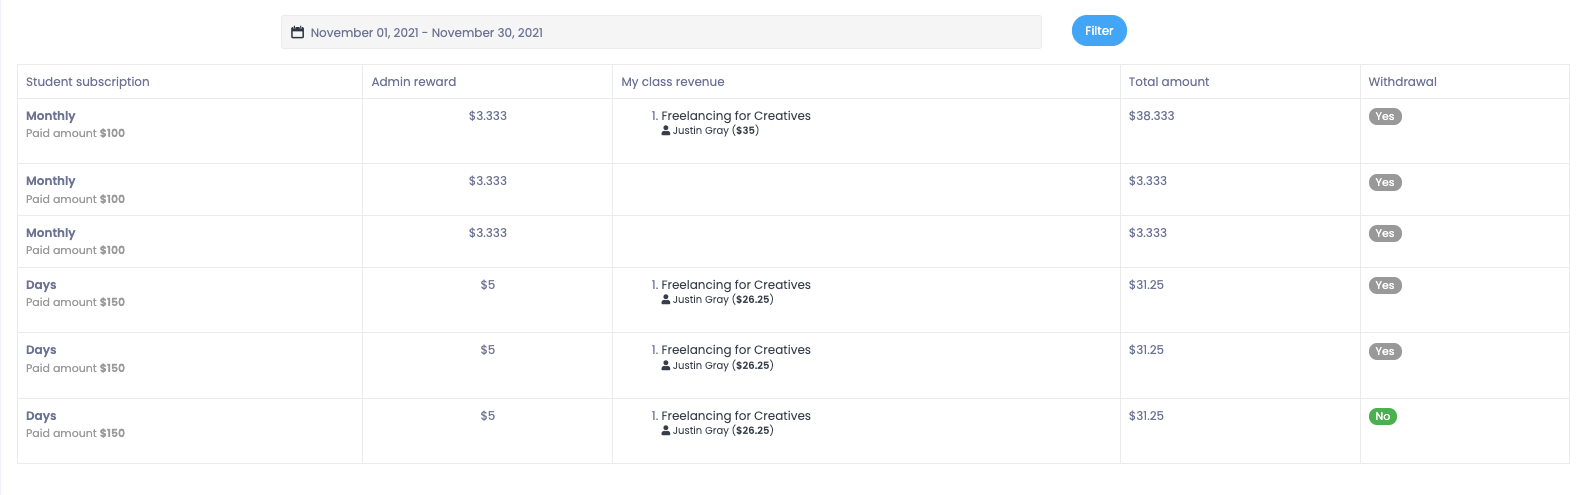 November 01, 2021 - November 30, 2021
Filter
Student subscription Admin reward My class revenue Total amount Withdrawal
Monthly $3.333 1. Freelancing for Creatives $38.333 Yes
Paid amount $100 Justin Gray ($35)
Monthly $3.333 $3.333 Yes
Paid amount $100
Monthly $3.333 $3.333 Yes
Paid amount $100
Days $5 1. Freelancing for Creatives $31.25 Yes
Paid amount $150 Justin Gray ($26.25)
Days $5 1. Freelancing for Creatives $31.25 Yes
Paid amount $150 Justin Gray ($26.25)
Days $5 1. Freelancing for Creatives $31.25 No
Paid amount $150 Justin Gray ($26.25)